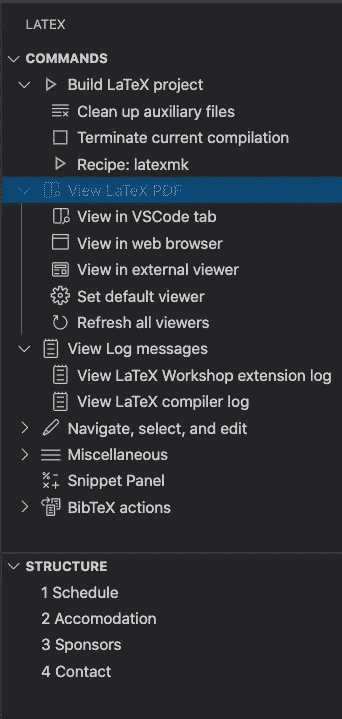 LATEX
COMMANDS
Build LaTeX project
Clean up auxiliary files
Terminate current compilation
Recipe: latexmk
View LaTeX PDF
View in VSCode tab
View in web browser
View in external viewer
Set default viewer
Refresh all viewers
View Log messages
View LaTeX Workshop extension log
View LaTeX compiler log
Navigate, select, and edit
Miscellaneous
Snippet Panel
BibTeX actions
STRUCTURE
1 Schedule
2 Accomodation
3 Sponsors
4 Contact